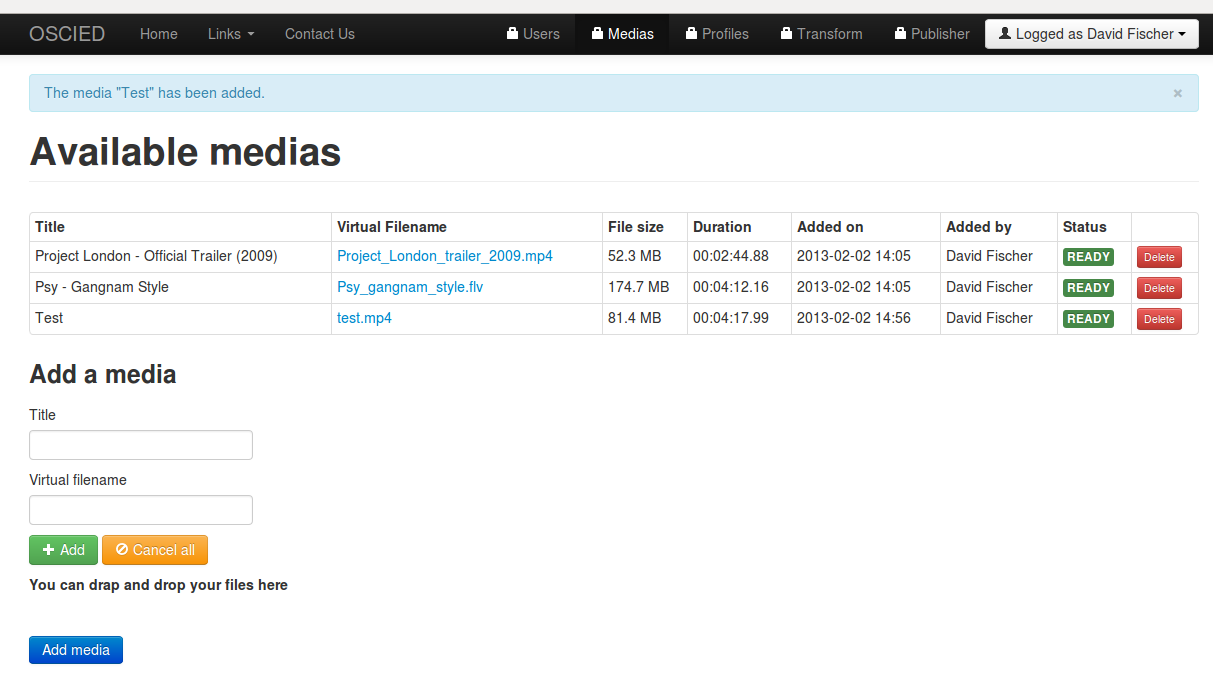 OSCIED Home Links Contact Us Users Medias Profiles Transform Publisher Logged as David Fischer
The media "Test" has been added. ×
Available medias
Title Virtual Filename File size Duration Added on Added by Status
Project London - Official Trailer (2009) Project_London_trailer_2009.mp4 52.3 MB 00:02:44.88 2013-02-02 14:05 David Fischer READY Delete
Psy - Gangnam Style Psy_gangnam_style.flv 174.7 MB 00:04:12.16 2013-02-02 14:05 David Fischer READY Delete
Test test.mp4 81.4 MB 00:04:17.99 2013-02-02 14:56 David Fischer READY Delete
Add a media
Title
Virtual filename
Add Cancel all
You can drap and drop your files here
Add media